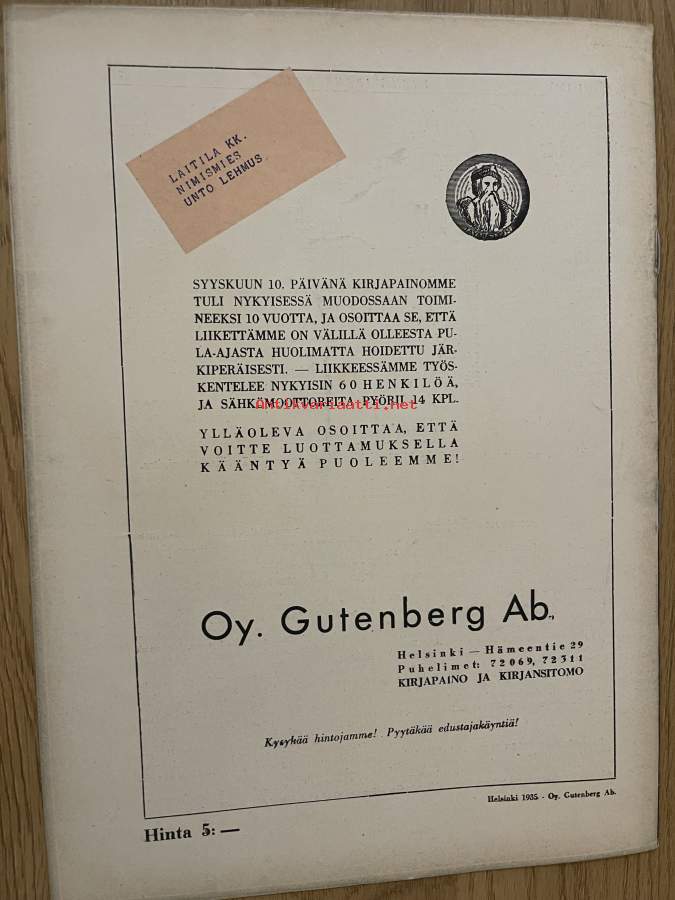 LAITILA KK.
NIMISMIES
UNTO LEHMUS
SYYSKUUN 10. PÄIVÄNÄ KIRJAPAINOMME
TULI NYKYISESSÄ MUODOSSAAN TOIMI-
NEEKSI 10 VUOTTA, JA OSOITTAA SE, ETTÄ
LIIKETTÄMME ON VÄLILLÄ OLLEESTA PU-
LA-AJASTA HUOLIMATTA HOIDETTU JÄR-
KIPERÄISESTI. — LIIKKEESSÄMME TYÖS-
KENTELEE NYKYISIN 60 HENKILÖÄ,
JA SÄHKÖMOOTTOREITA PYÖRII 14 KPL.
Antikvariaatti.net
YLLÄOLEVA OSOITTAA, ETTÄ
VOITTE LUOTTAMUKSELLA
KÄÄNTYÄ PUOLEEMME!
Oy. Gutenberg Ab.,
Helsinki — Hämeentie 29
Puhelimet: 72069, 72311
KIRJAPAINO JA KIRJANSITOMO
Kysykää hintojamme! Pyytäkää edustajakäyntiä!
Helsinki 1935 - Oy. Gutenberg Ab.
Hinta 5: —